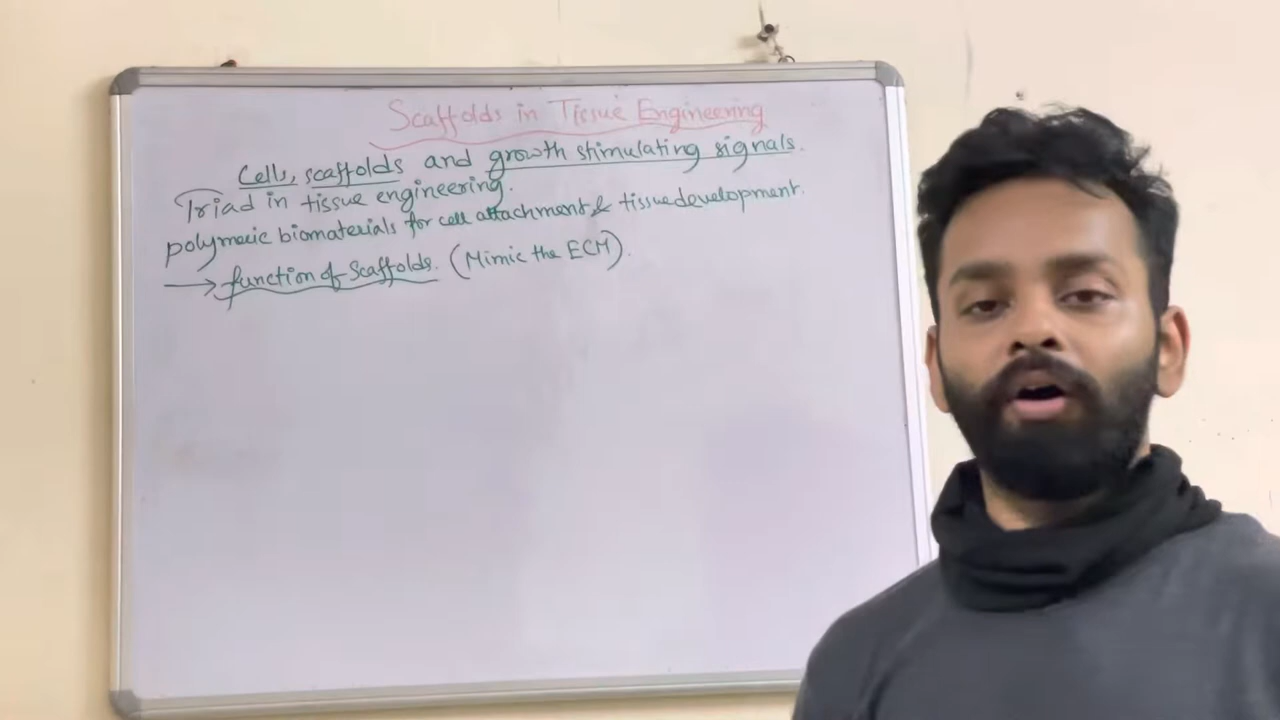 Scaffolds in Tissue Engineering
Cells, scaffolds and growth stimulating signals.
Triad in tissue engineering.
polymeric biomaterials for cell attachment & tissue development.
→ function of Scaffolds. (Mimic the ECM).